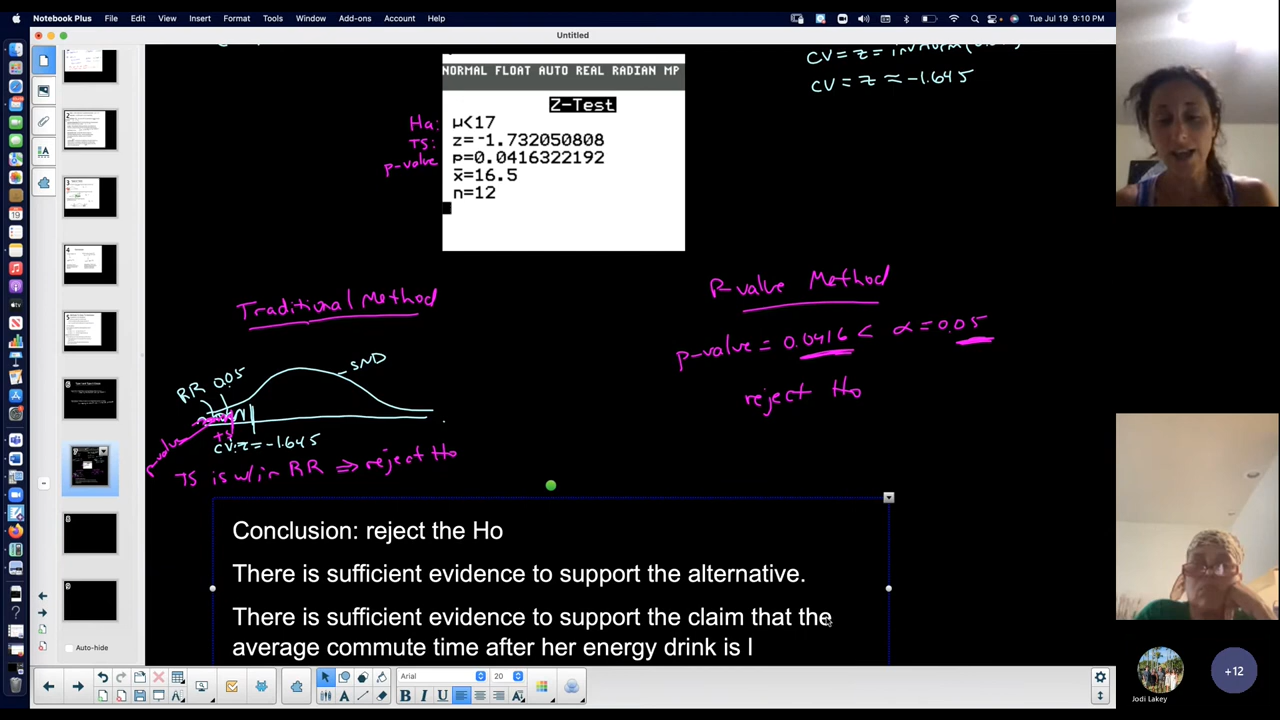 Notebook Plus File Edit View Insert Format Tools Window Add-ons Account Help
Tue Jul 19 9:10 PM
Untitled
CV = z = invNorm(
CV = z ≈ -1.645
NORMAL FLOAT AUTO REAL RADIAN MP
Z-Test
Ha: μ<17
TS: z=-1.732050808
p-value p=0.0416322192
x̄=16.5
n=12
Traditional Method
P-value Method
p-value = 0.0416 < α = 0.05
reject Ho
SND
RR 0.05
TS
p-value
CV: z = -1.645
TS is w/in RR ⇒ reject Ho
Conclusion: reject the Ho
There is sufficient evidence to support the alternative.
There is sufficient evidence to support the claim that the
average commute time after her energy drink is l
Auto-hide
Arial 20
B I U
Jodi Lakey
+12